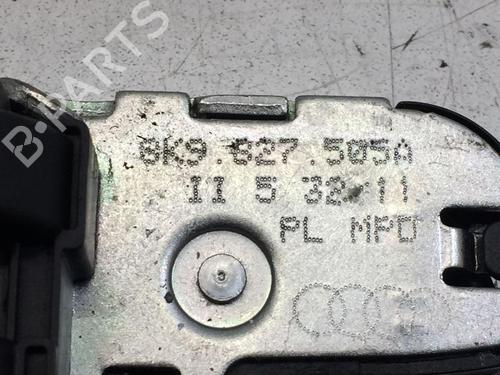 B-PARTS
8K9.827.505A
II 5 32/11
PL MPD